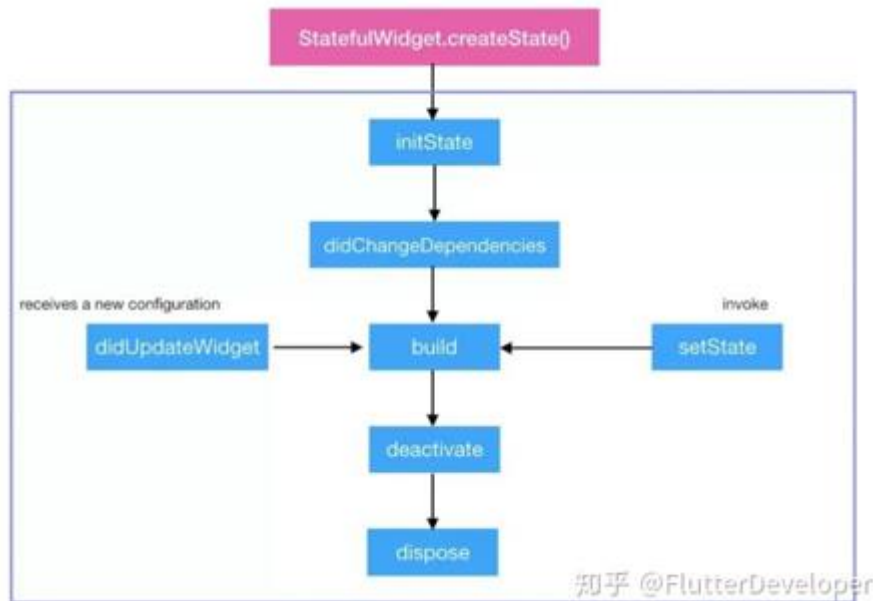 StatefulWidget.createState()
initState
didChangeDependencies
receives a new configuration
invoke
didUpdateWidget
build
setState
deactivate
dispose
知乎 @FlutterDeveloper